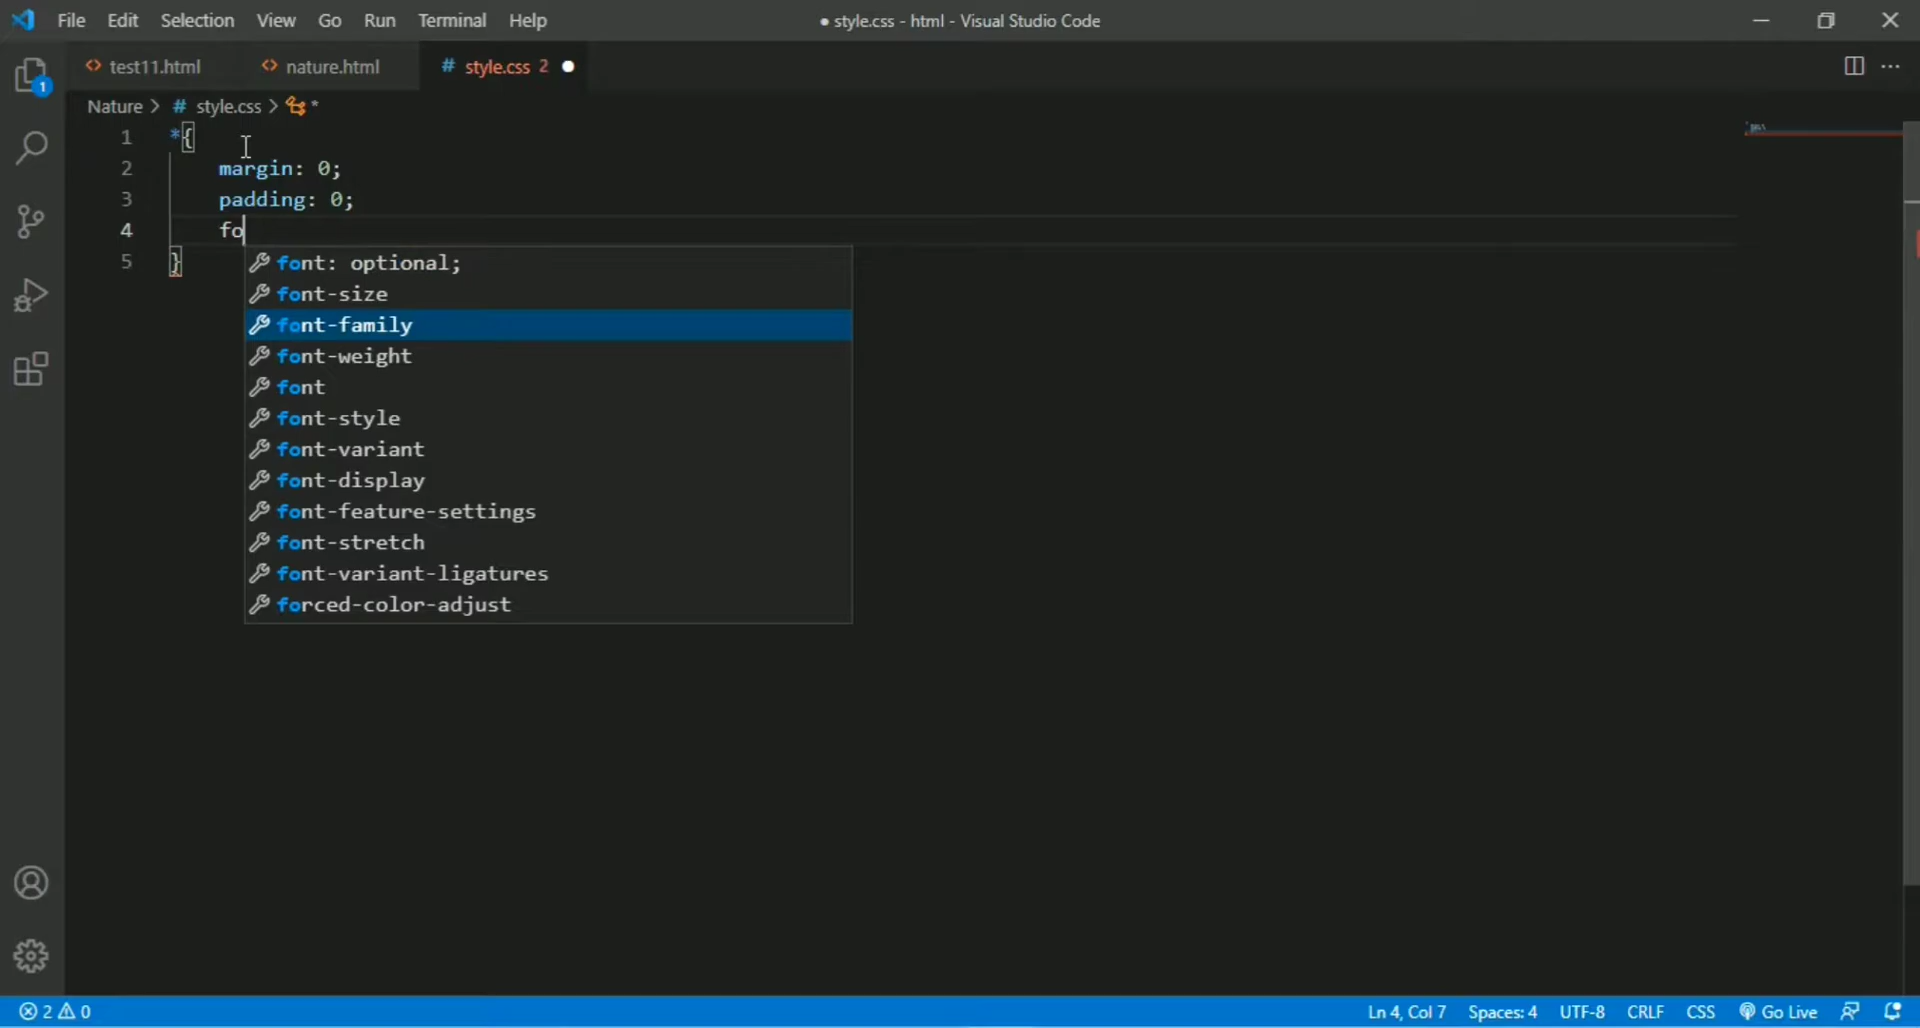 File Edit Selection View Go Run Terminal Help
● style.css - html - Visual Studio Code
test11.html
nature.html
# style.css 2 ●
Nature > # style.css > *
1 *{
2 margin: 0;
3 padding: 0;
4 fo
5 }
font: optional;
font-size
font-family
font-weight
font
font-style
font-variant
font-display
font-feature-settings
font-stretch
font-variant-ligatures
forced-color-adjust
1
2 0
Ln 4, Col 7 Spaces: 4 UTF-8 CRLF CSS Go Live